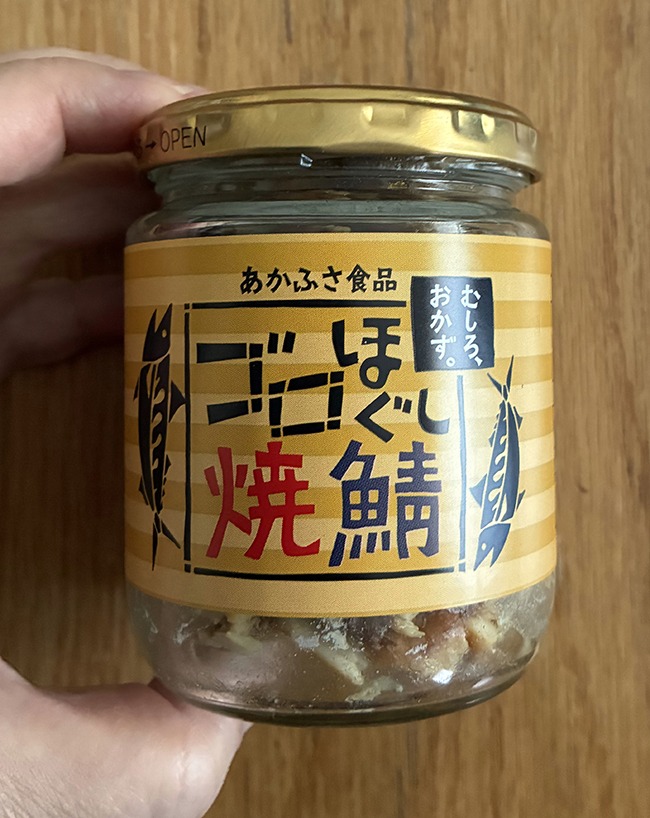 → OPEN
あかふさ食品
むしろ、
おかず。
ゴロほぐし
焼鯖